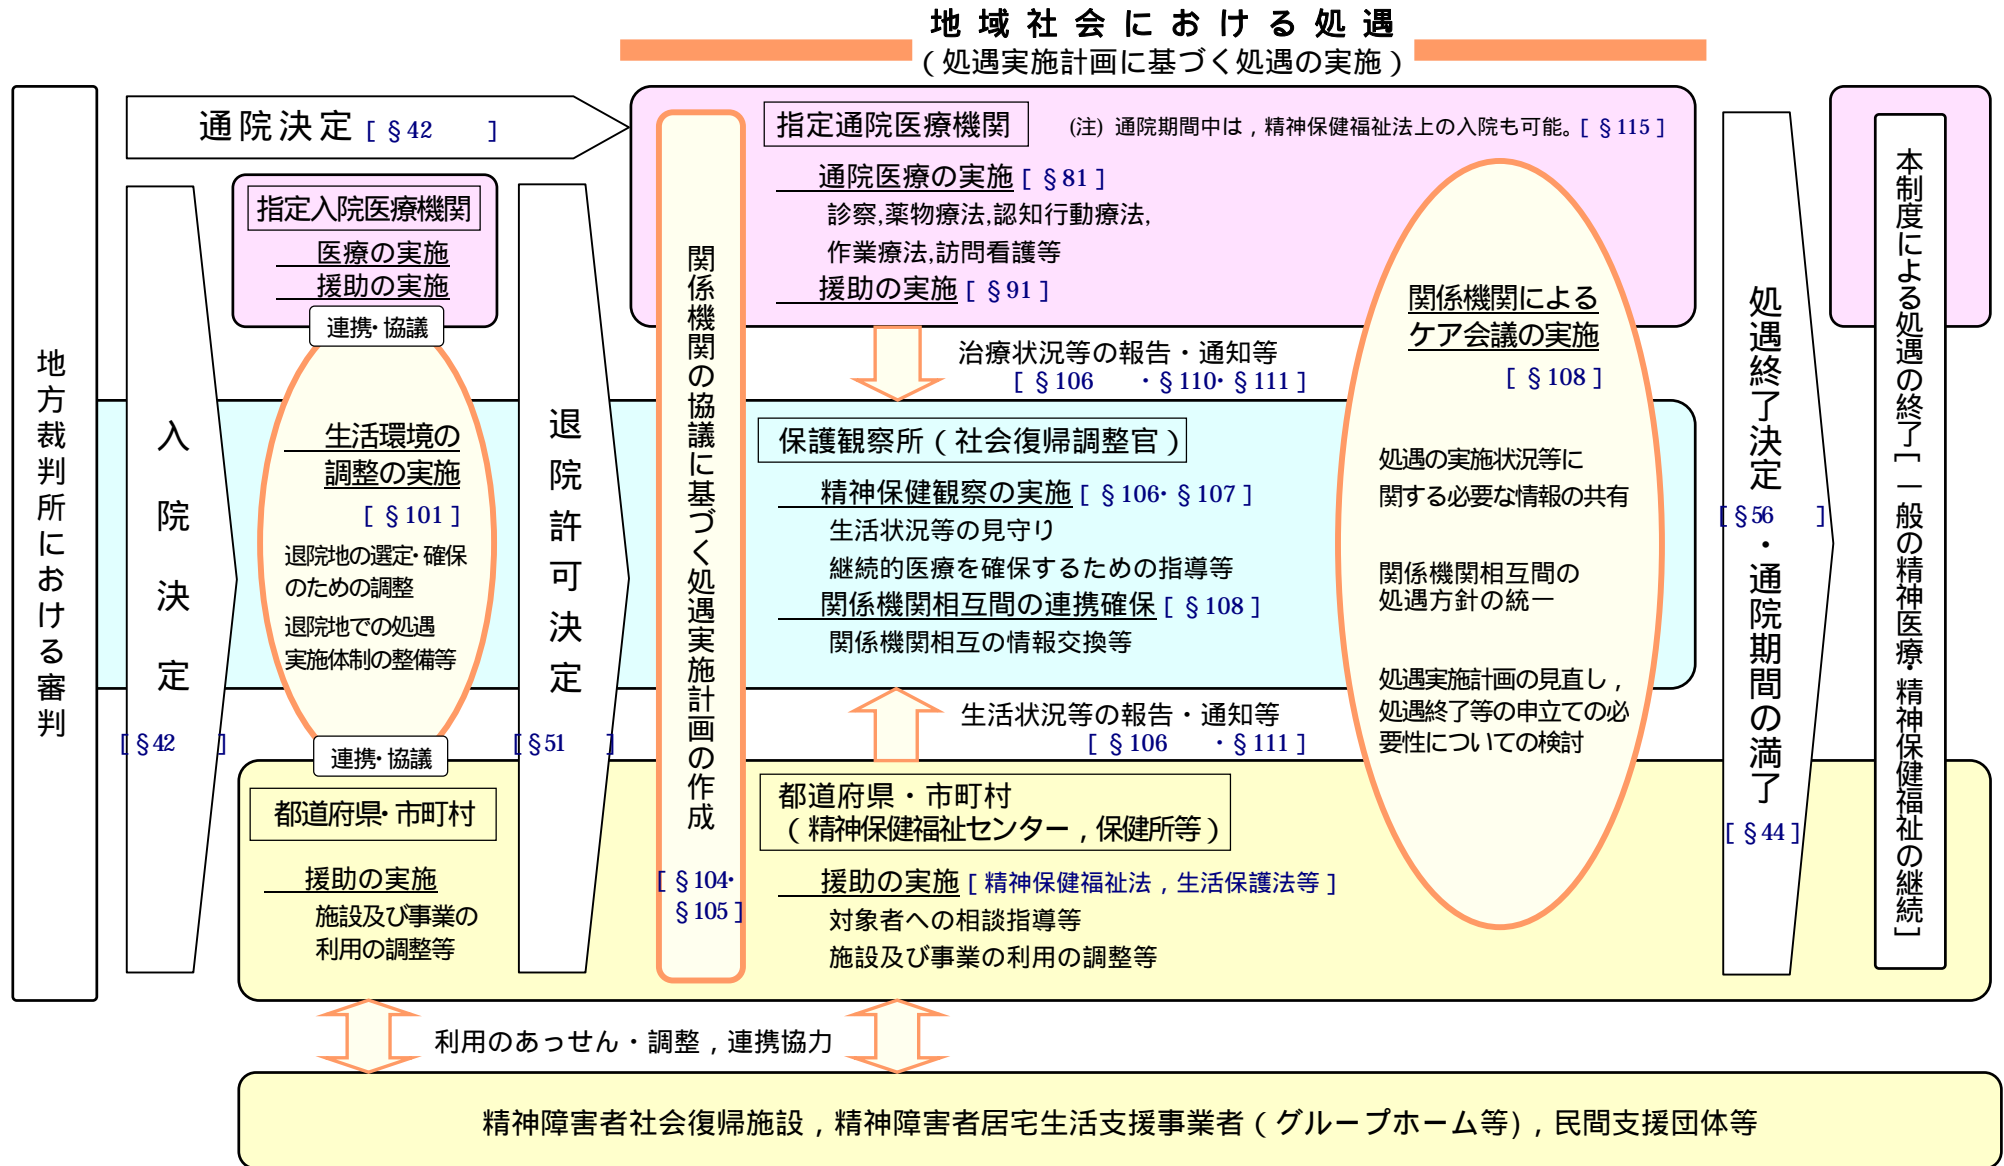 地域社会における処遇
（処遇実施計画に基づく処遇の実施）
地方裁判所における審判
通院決定［§42　　］
入院決定
［§42　　］
指定入院医療機関
医療の実施
援助の実施
連携・協議
生活環境の
調整の実施
［§101］
退院地の選定・確保
のための調整
退院地での処遇
実施体制の整備等
連携・協議
都道府県・市町村
援助の実施
施設及び事業の
利用の調整等
退院許可決定
［§51　　］
関係機関の協議に基づく処遇実施計画の作成
［§104・
§105］
指定通院医療機関
(注) 通院期間中は，精神保健福祉法上の入院も可能。［§115］
通院医療の実施［§81］
診察,薬物療法,認知行動療法,
作業療法,訪問看護等
援助の実施［§91］
治療状況等の報告・通知等
［§106　　・§110・§111］
保護観察所（社会復帰調整官）
精神保健観察の実施［§106・§107］
生活状況等の見守り
継続的医療を確保するための指導等
関係機関相互間の連携確保［§108］
関係機関相互の情報交換等
生活状況等の報告・通知等
［§106　　・§111］
都道府県・市町村
（精神保健福祉センター，保健所等）
援助の実施［精神保健福祉法，生活保護法等］
対象者への相談指導等
施設及び事業の利用の調整等
関係機関による
ケア会議の実施
［§108］
処遇の実施状況等に
関する必要な情報の共有
関係機関相互間の
処遇方針の統一
処遇実施計画の見直し，
処遇終了等の申立ての必
要性についての検討
処遇終了決定・通院期間の満了
［§56　　］
［§44］
本制度による処遇の終了［一般の精神医療・精神保健福祉の継続］
利用のあっせん・調整，連携協力
精神障害者社会復帰施設，精神障害者居宅生活支援事業者（グループホーム等），民間支援団体等